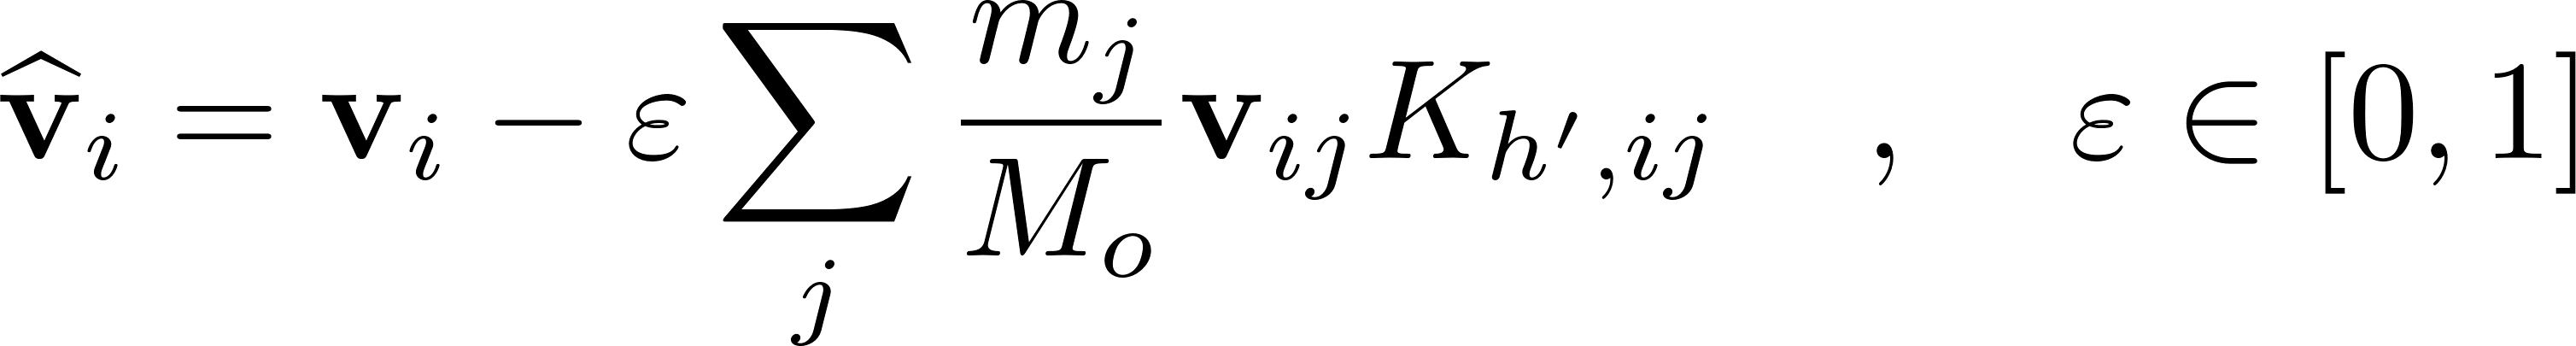 $\widehat{\mathbf{v}}_i = \mathbf{v}_i - \varepsilon \sum_j \frac{m_j}{M_o} \mathbf{v}_{ij} K_{h',ij} \quad , \quad \varepsilon \in [0, 1]$